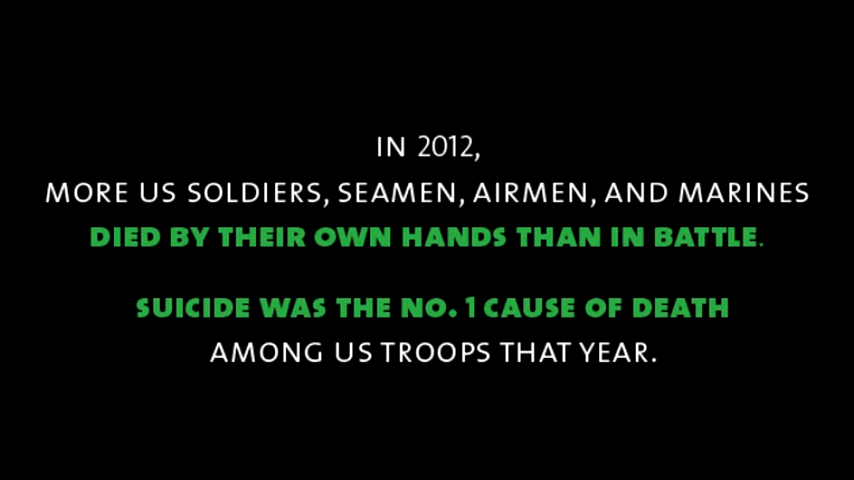 IN 2012,
MORE US SOLDIERS, SEAMEN, AIRMEN, AND MARINES
DIED BY THEIR OWN HANDS THAN IN BATTLE.
SUICIDE WAS THE NO. 1 CAUSE OF DEATH
AMONG US TROOPS THAT YEAR.